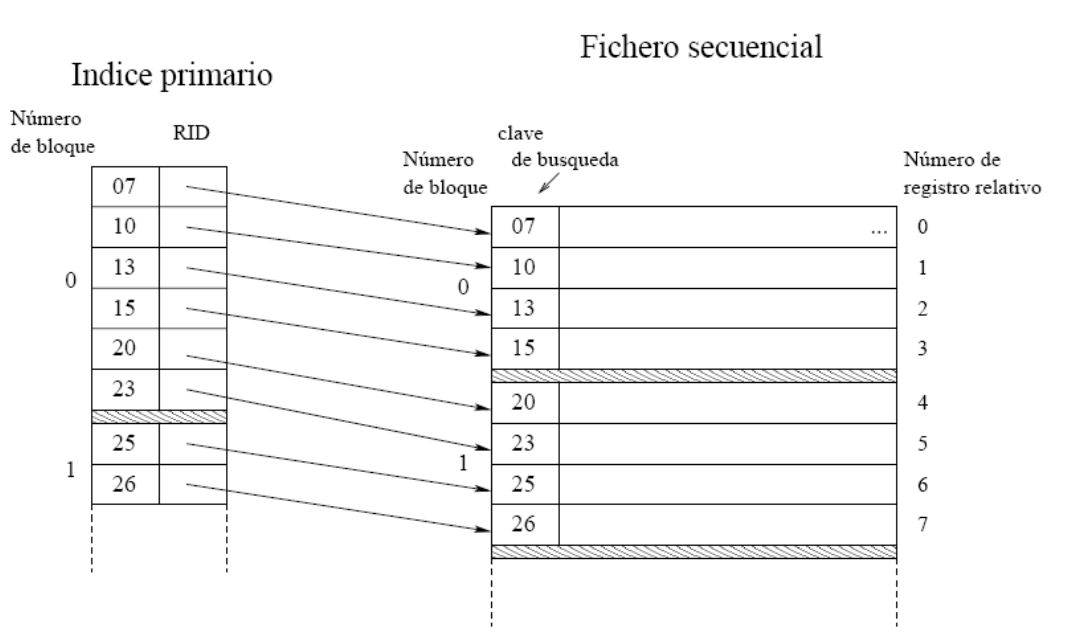 Fichero secuencial
Indice primario
Número
de bloque
RID
07
10
13
15
20
23
25
26
0
1
Número
de bloque
clave
de busqueda
Número de
registro relativo
07 ... 0
10 1
13 2
15 3
20 4
23 5
25 6
26 7
0
1